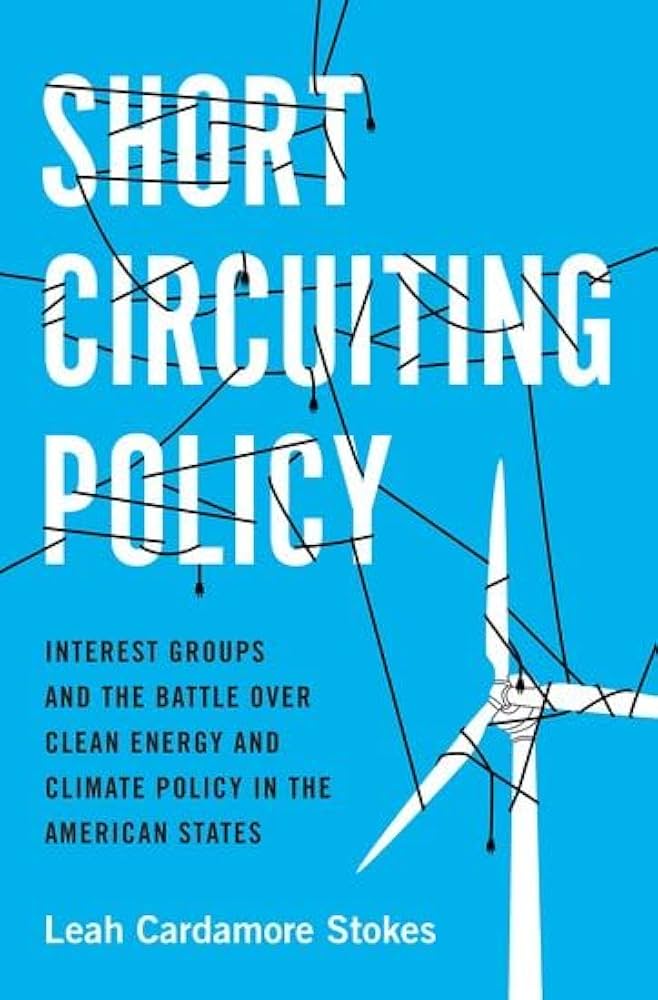 SHORT
CIRCUITING
POLICY
INTEREST GROUPS
AND THE BATTLE OVER
CLEAN ENERGY AND
CLIMATE POLICY IN THE
AMERICAN STATES
Leah Cardamore Stokes